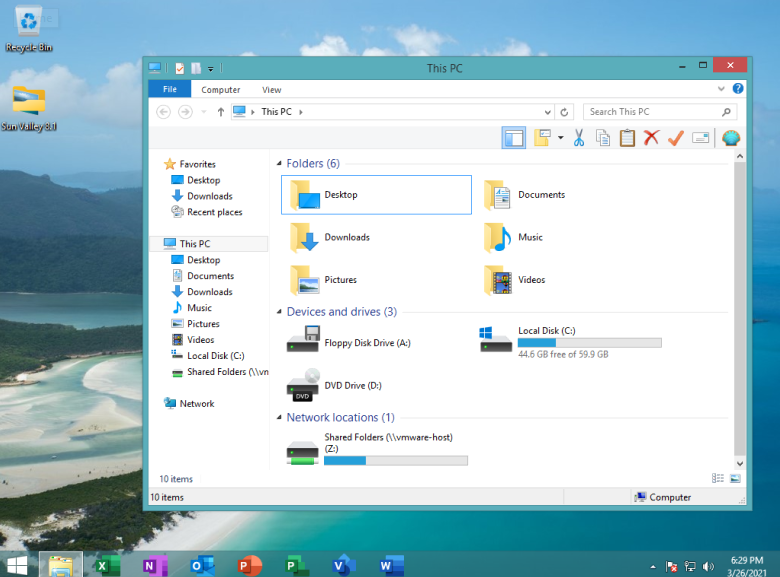 Recycle Bin
Sun Valley 8.1
This PC
File
Computer
View
This PC
Search This PC
Favorites
Desktop
Downloads
Recent places
This PC
Desktop
Documents
Downloads
Music
Pictures
Videos
Local Disk (C:)
Shared Folders (\\vn
Network
Folders (6)
Desktop
Documents
Downloads
Music
Pictures
Videos
Devices and drives (3)
Floppy Disk Drive (A:)
Local Disk (C:)
44.6 GB free of 59.9 GB
DVD
DVD Drive (D:)
Network locations (1)
Shared Folders (\\vmware-host)
(Z:)
10 items
10 items
Computer
X
N
O
P
P
V
W
6:29 PM
3/26/2021